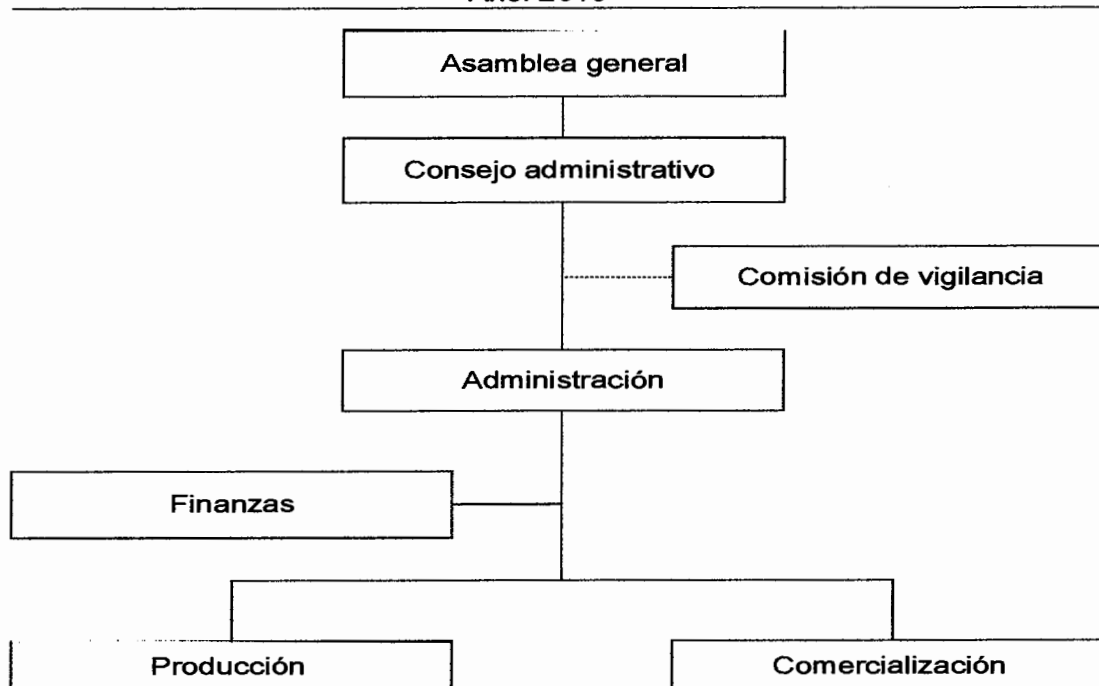 Asamblea general
Consejo administrativo
Comisión de vigilancia
Administración
Finanzas
Producción
Comercialización